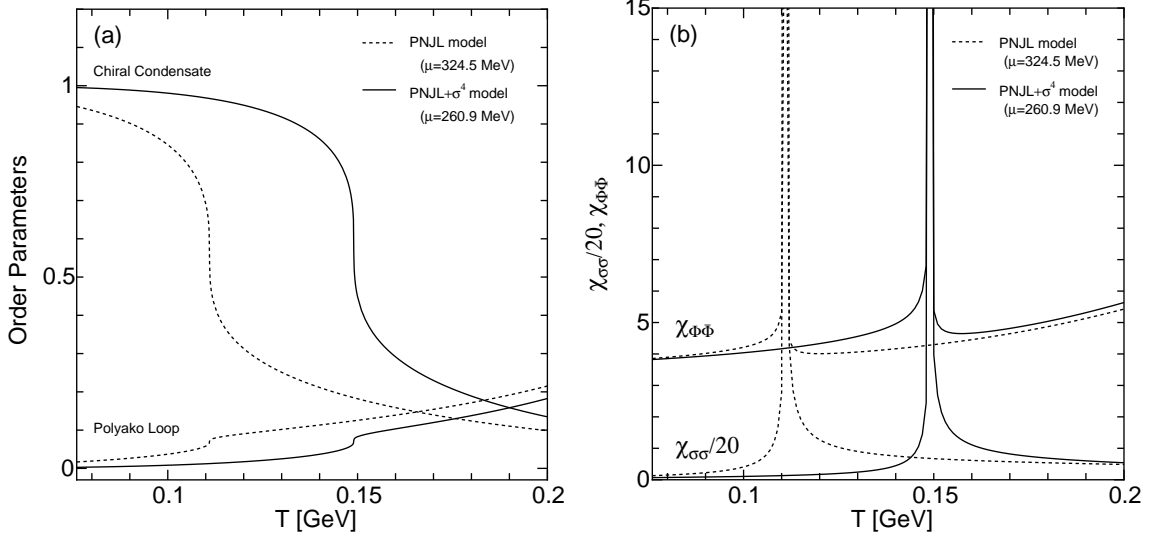 (a)
PNJL model
(μ=324.5 MeV)
PNJL+σ⁴ model
(μ=260.9 MeV)
Chiral Condensate
Polyako Loop
Order Parameters
1
0.5
0
0.1
0.15
0.2
T [GeV]
(b)
PNJL model
(μ=324.5 MeV)
PNJL+σ⁴ model
(μ=260.9 MeV)
χσσ/20, χΦΦ̄
15
10
5
0
χΦΦ̄
χσσ/20
0.1
0.15
0.2
T [GeV]